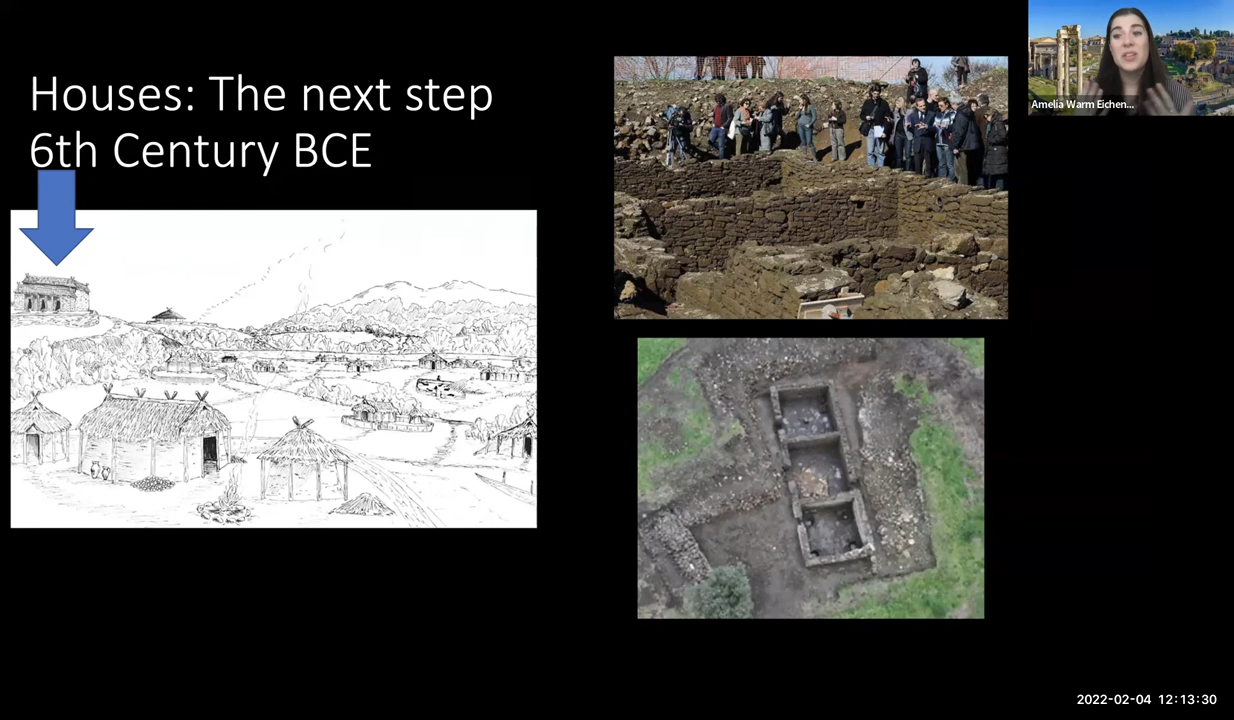 Houses: The next step
6th Century BCE
Amelia Warm Eichen...
2022-02-04 12:13:30